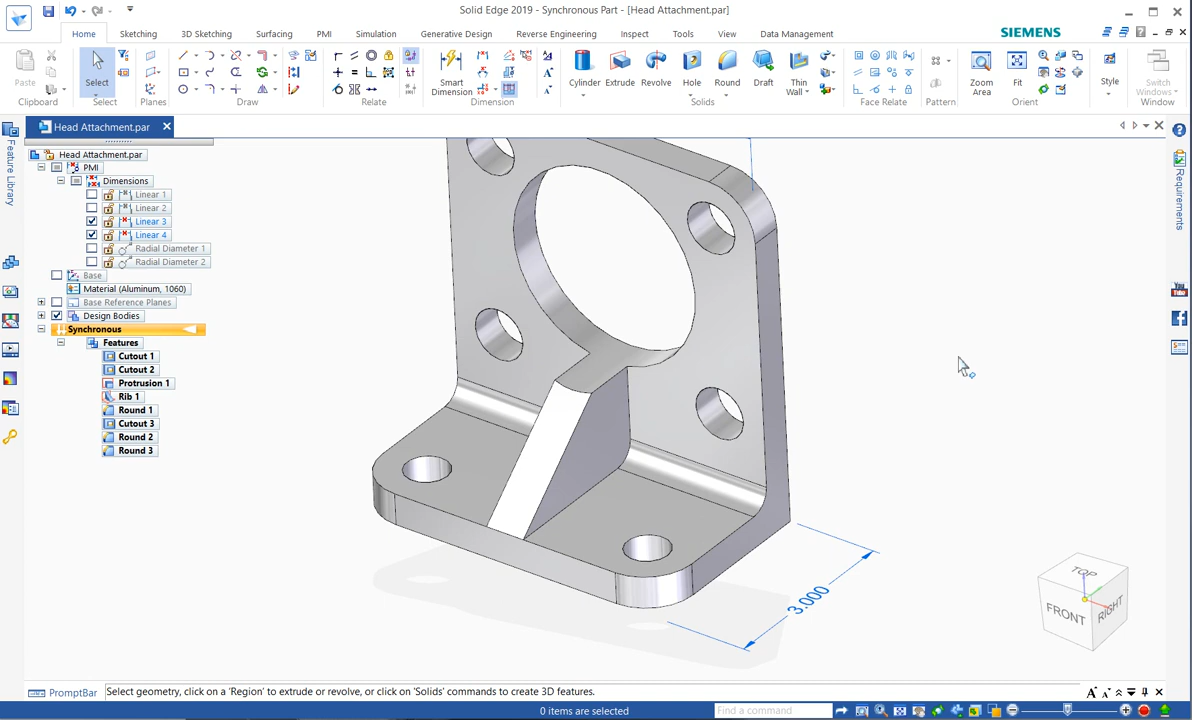 Solid Edge 2019 - Synchronous Part - [Head Attachment.par]
Home Sketching 3D Sketching Surfacing PMI Simulation Generative Design Reverse Engineering Inspect Tools View Data Management SIEMENS
Paste Select Smart Dimension Cylinder Extrude Revolve Hole Round Draft Thin Wall Zoom Area Fit Style Switch Windows
Clipboard Select Planes Draw Relate Dimension Solids Face Relate Pattern Orient Style Window
Head Attachment.par
Feature Library
Requirements
You Tube
Head Attachment.par
PMI
Dimensions
Linear 1
Linear 2
Linear 3
Linear 4
Radial Diameter 1
Radial Diameter 2
Base
Material (Aluminum, 1060)
Base Reference Planes
Design Bodies
Synchronous
Features
Cutout 1
Cutout 2
Protrusion 1
Rib 1
Round 1
Cutout 3
Round 2
Round 3
3.000
TOP
FRONT
RIGHT
PromptBar Select geometry, click on a 'Region' to extrude or revolve, or click on 'Solids' commands to create 3D features.
0 items are selected Find a command